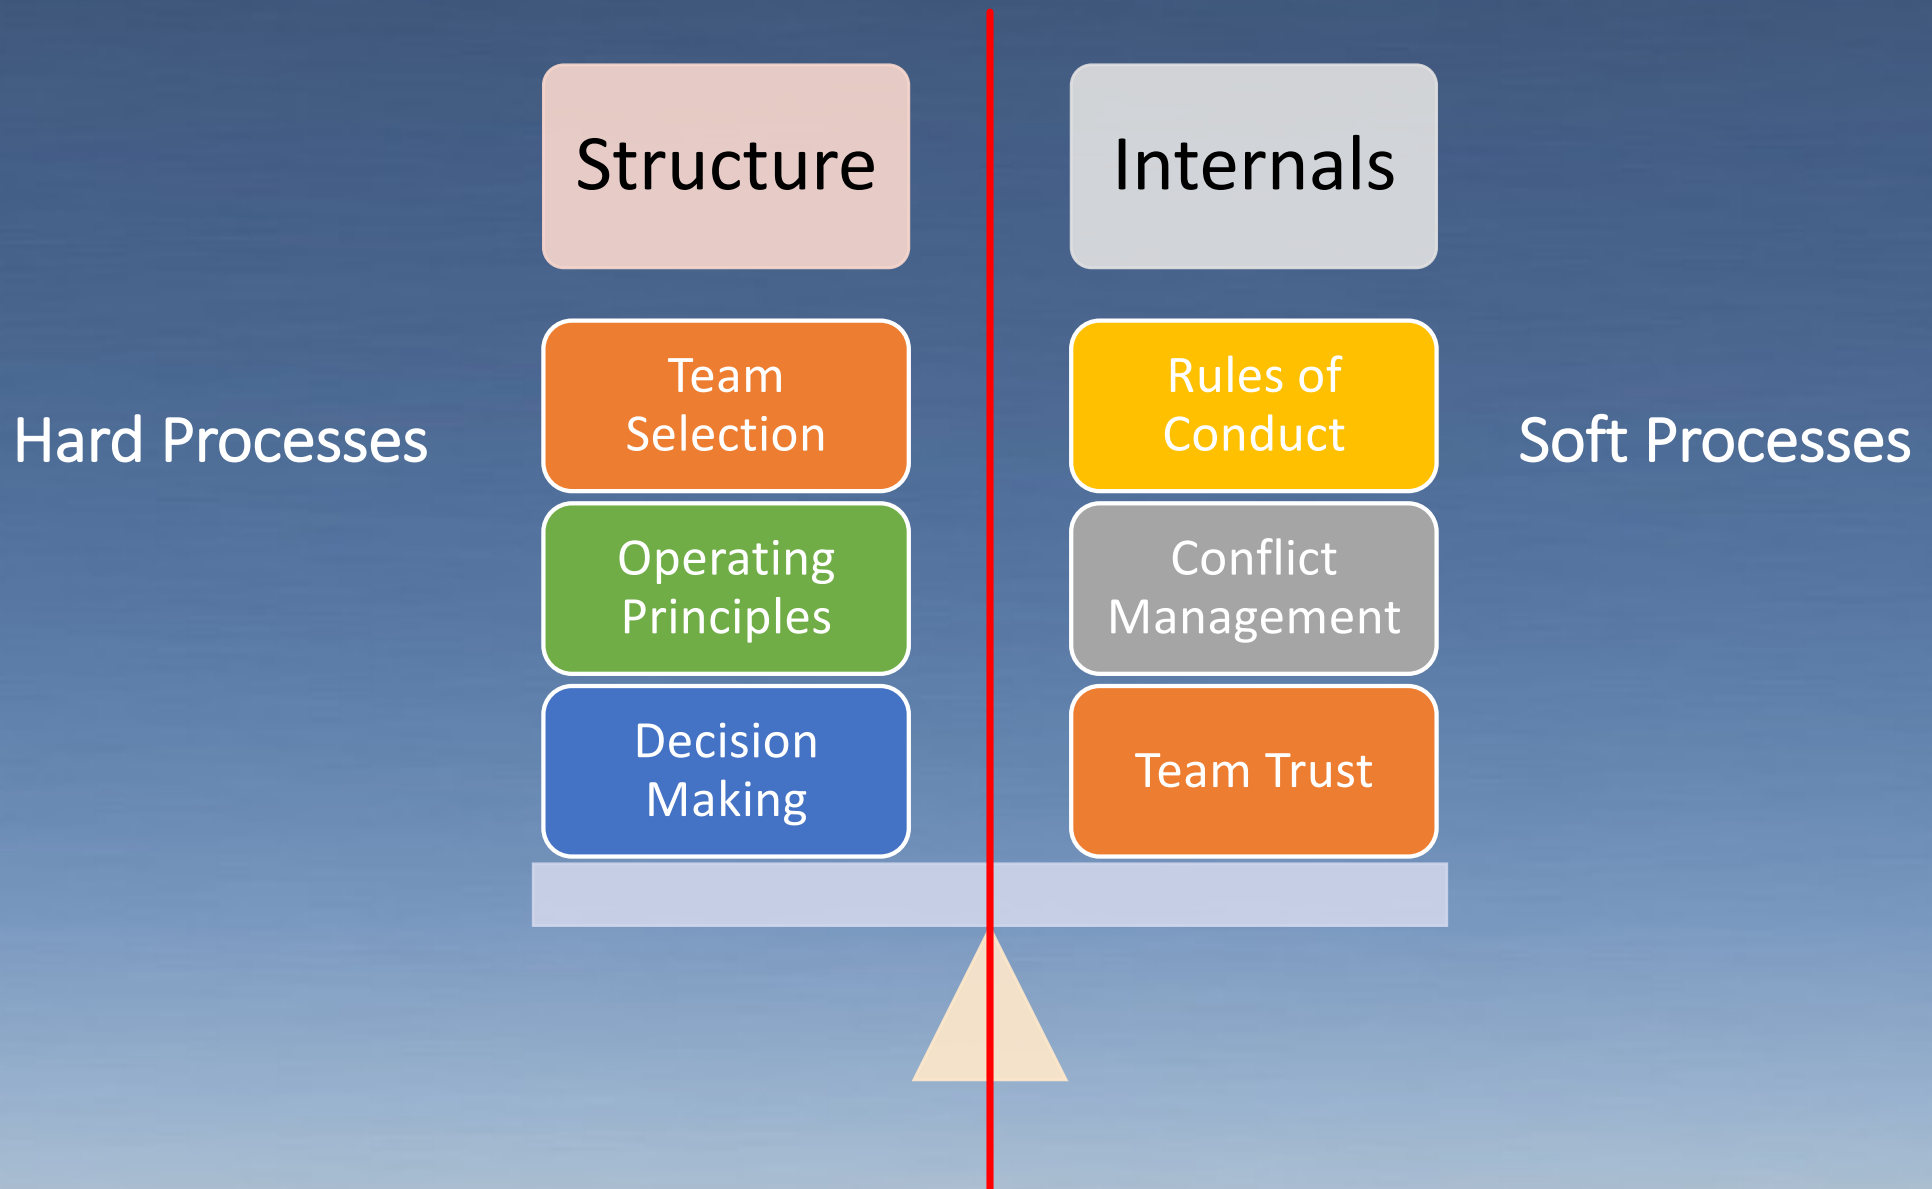 Structure
Internals
Hard Processes
Team
Selection
Operating
Principles
Decision
Making
Rules of
Conduct
Conflict
Management
Team Trust
Soft Processes